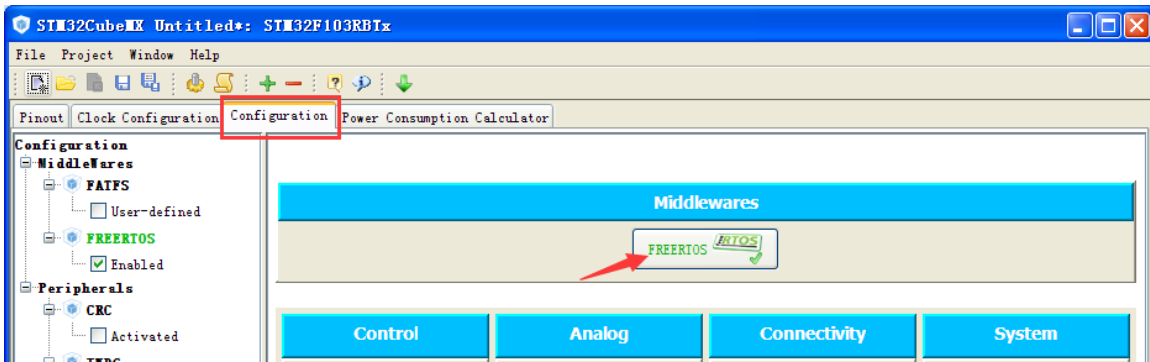 STM32CubeMX Untitled*: STM32F103RBTx
File Project Window Help
Pinout Clock Configuration Configuration Power Consumption Calculator
Configuration
MiddleWares
FATFS
User-defined
FREERTOS
Enabled
Peripherals
CRC
Activated
Middlewares
FREERTOS RTOS
Control Analog Connectivity System